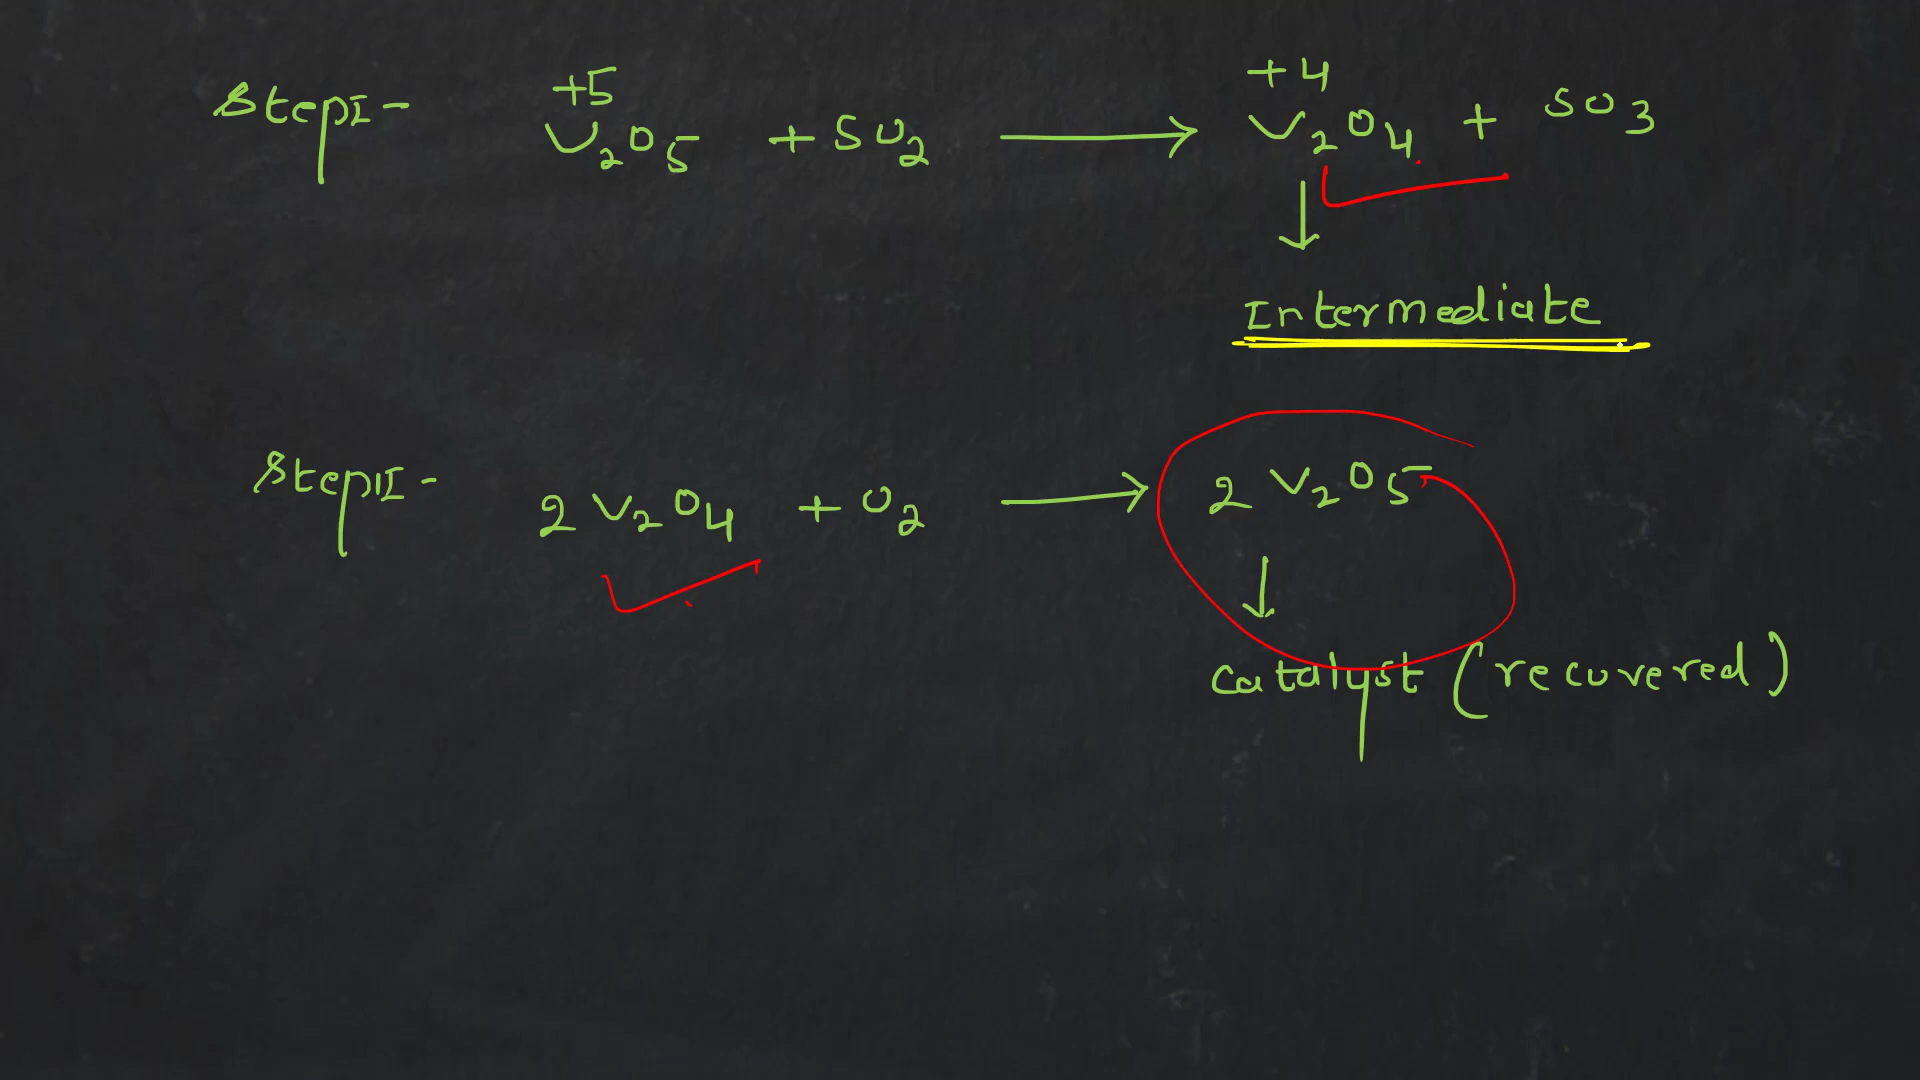 Step I - +5 +4
V2O5 + SO2 → V2O4 + SO3
↓
Intermediate
Step II - 2 V2O4 + O2 → 2 V2O5
↓
Catalyst (recovered)